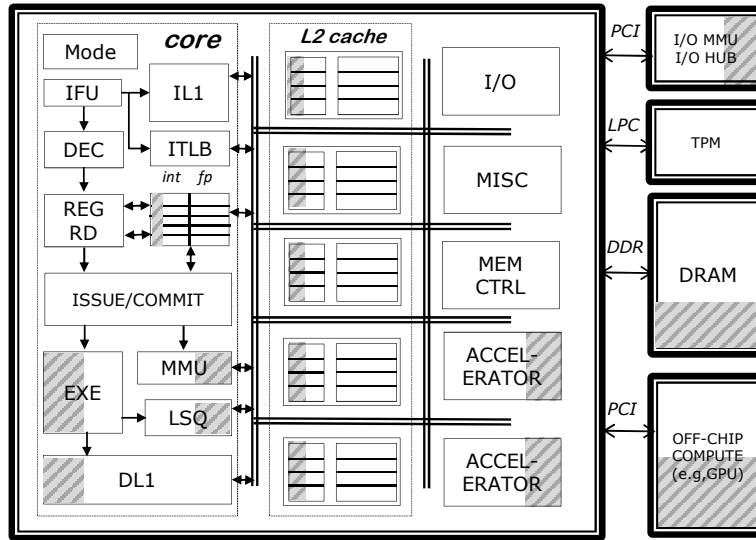 core
L2 cache
Mode
IFU
IL1
DEC
ITLB
int fp
REG
RD
ISSUE/COMMIT
EXE
MMU
LSQ
DL1
I/O
MISC
MEM
CTRL
ACCEL-
ERATOR
ACCEL-
ERATOR
PCI
I/O MMU
I/O HUB
LPC
TPM
DDR
DRAM
PCI
OFF-CHIP
COMPUTE
(e.g,GPU)